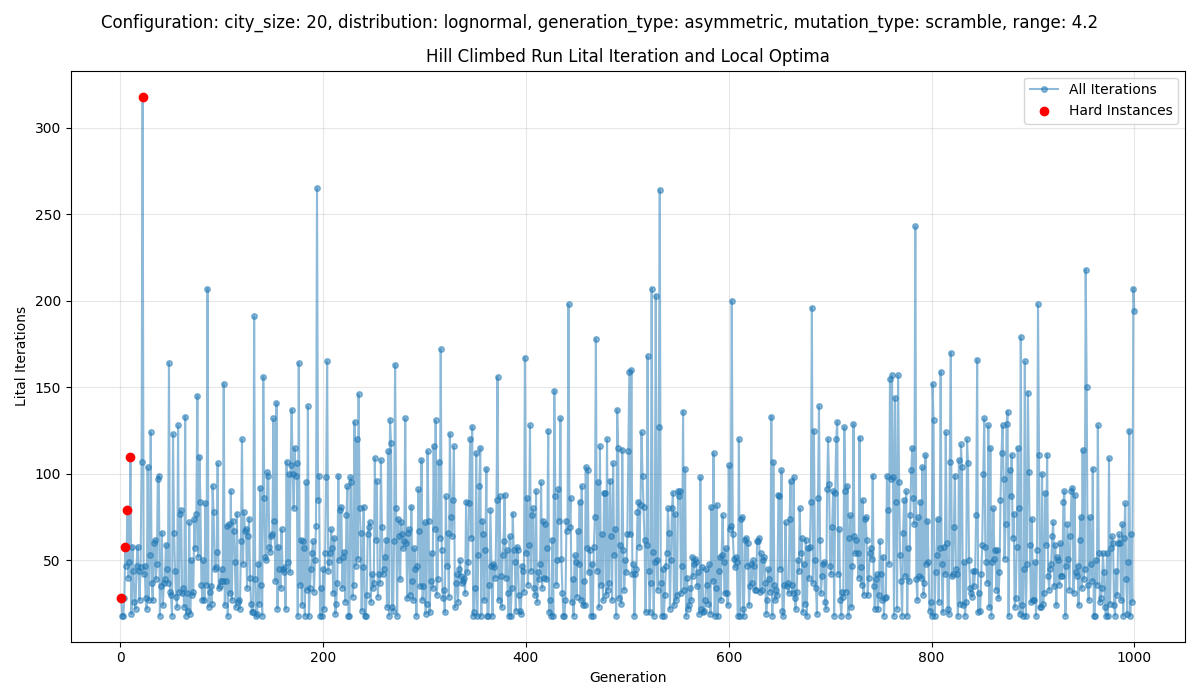 Configuration: city_size: 20, distribution: lognormal, generation_type: asymmetric, mutation_type: scramble, range: 4.2
Hill Climbed Run Lital Iteration and Local Optima
All Iterations
Hard Instances
Lital Iterations
300
250
200
150
100
50
0
200
400
600
800
1000
Generation